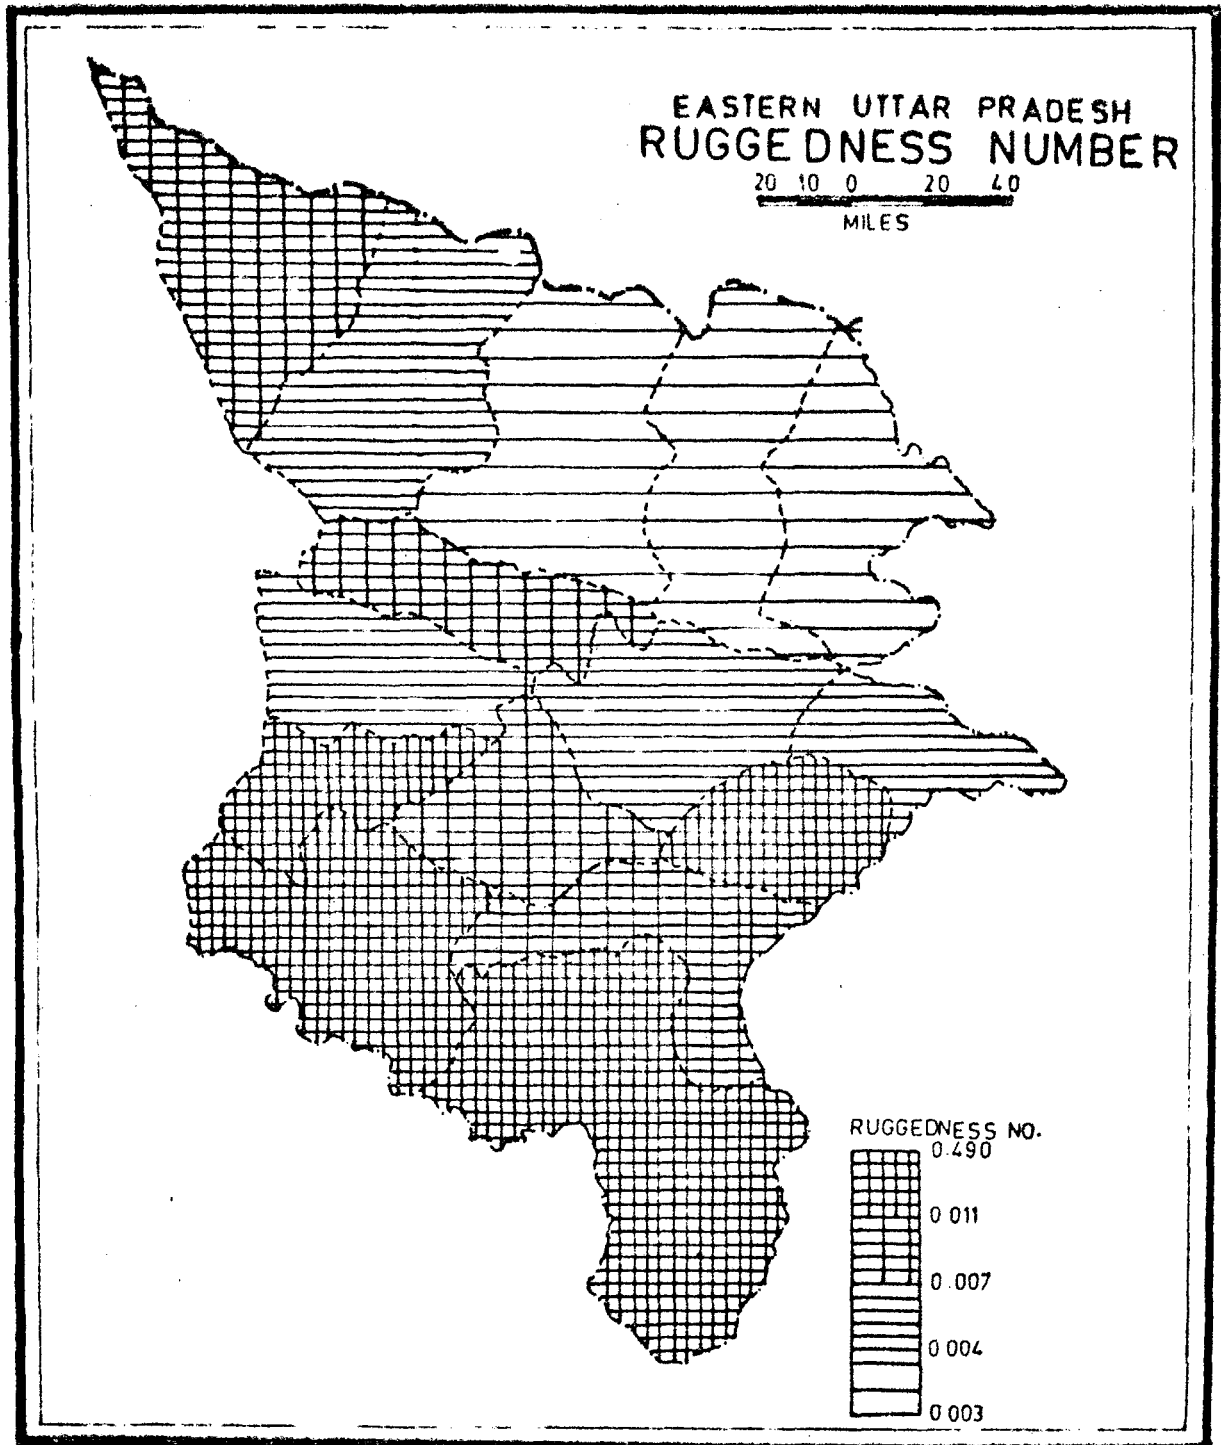 EASTERN UTTAR PRADESH
RUGGEDNESS NUMBER
20 10 0 20 40
MILES
RUGGEDNESS NO.
0.490
0 011
0.007
0 004
0 003